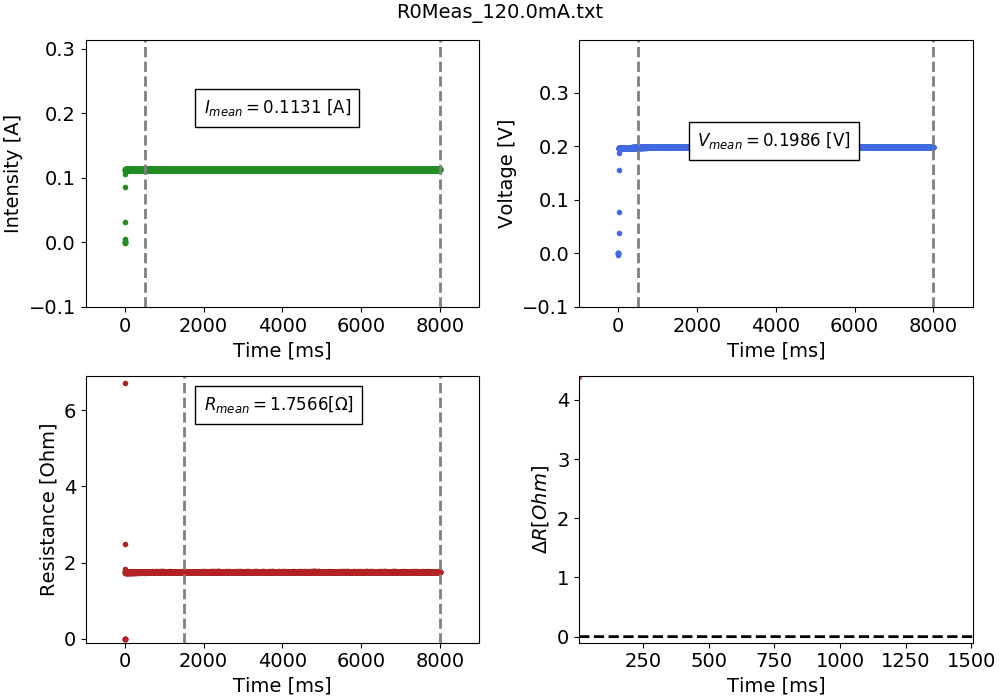 R0Meas_120.0mA.txt
0.3
0.2
0.1
0.0
−0.1
Intensity [A]
I_mean = 0.1131 [A]
0 2000 4000 6000 8000
Time [ms]
0.3
0.2
0.1
0.0
−0.1
Voltage [V]
V_mean = 0.1986 [V]
0 2000 4000 6000 8000
Time [ms]
6
4
2
0
Resistance [Ohm]
R_mean = 1.7566[Ω]
0 2000 4000 6000 8000
Time [ms]
4
3
2
1
0
ΔR[Ohm]
250 500 750 1000 1250 1500
Time [ms]